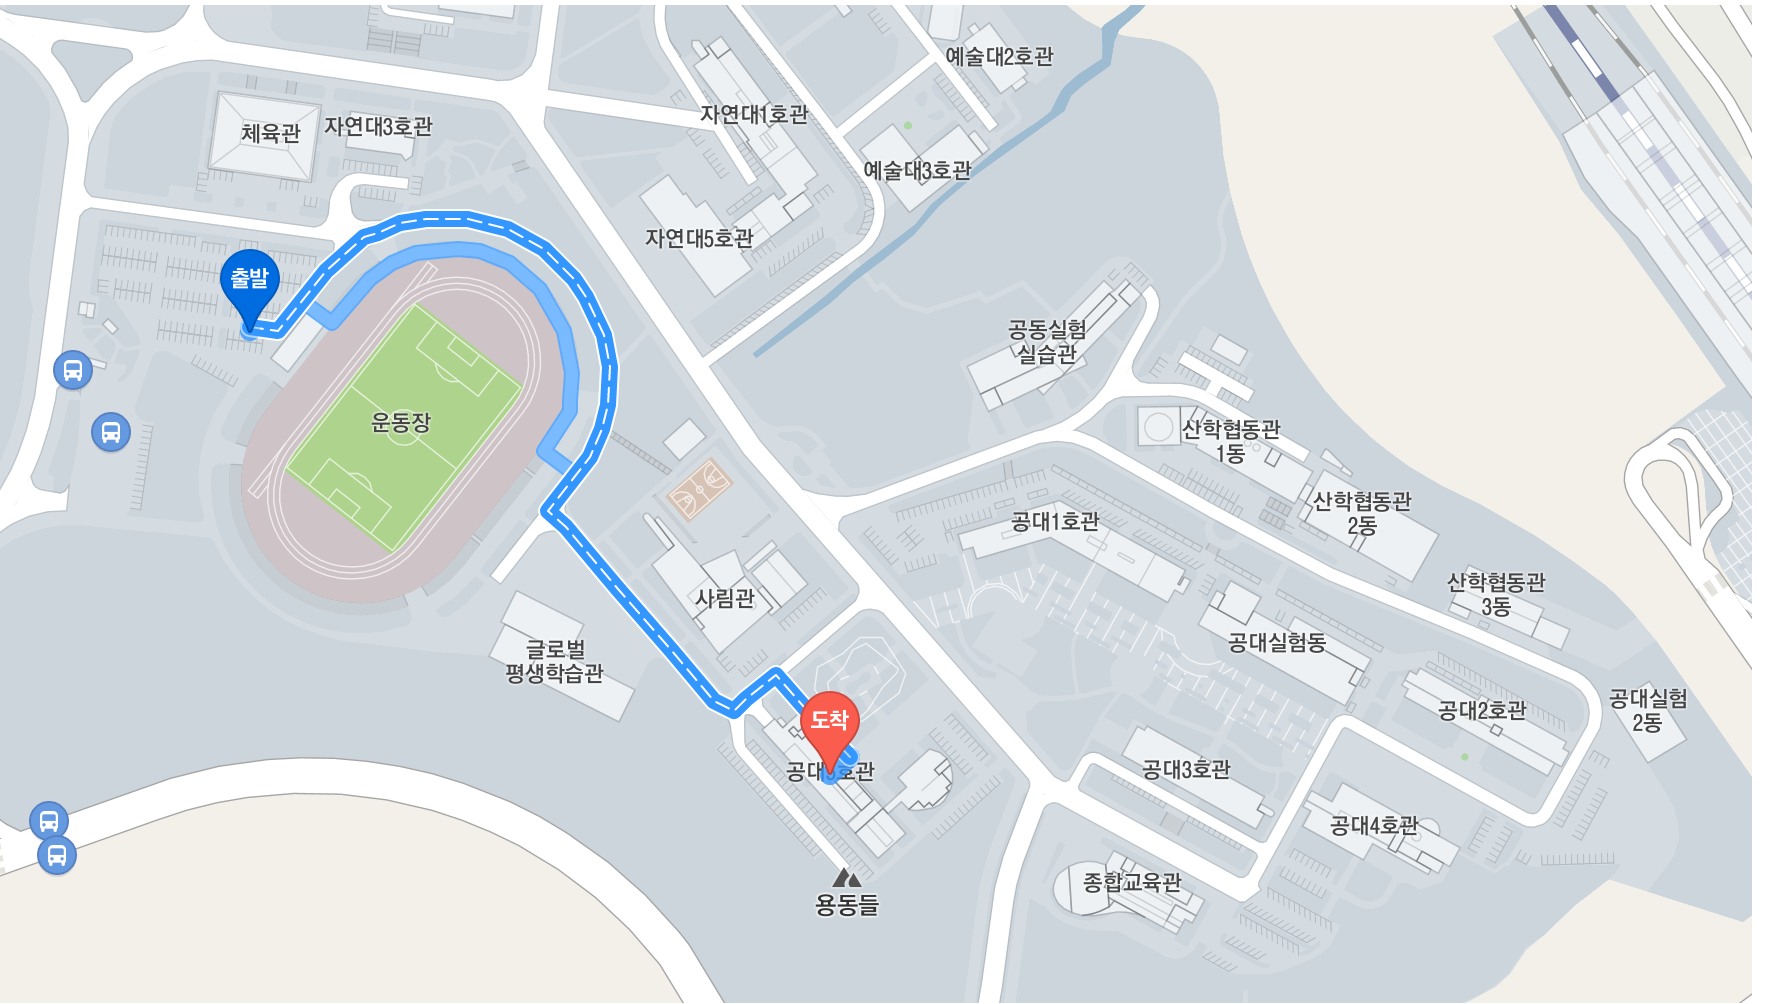 예술대2호관
자연대1호관
체육관
자연대3호관
예술대3호관
자연대5호관
출발
공동실험
실습관
운동장
산학협동관
1동
산학협동관
2동
공대1호관
산학협동관
3동
사림관
공대실험동
글로벌
평생학습관
공대실험
2동
공대2호관
도착
공대3호관
공대
호관
공대4호관
종합교육관
용동들